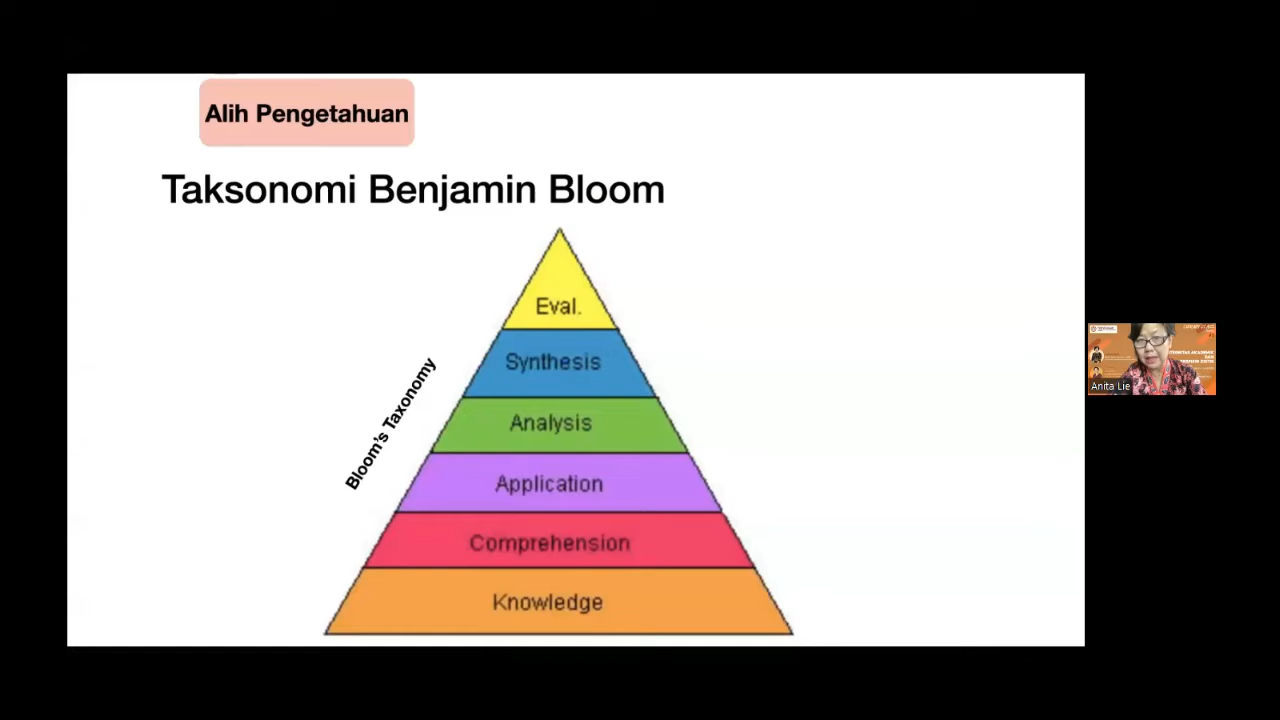 Alih Pengetahuan
Taksonomi Benjamin Bloom
Eval.
Synthesis
Analysis
Application
Comprehension
Knowledge
Bloom's Taxonomy
Anita Lie